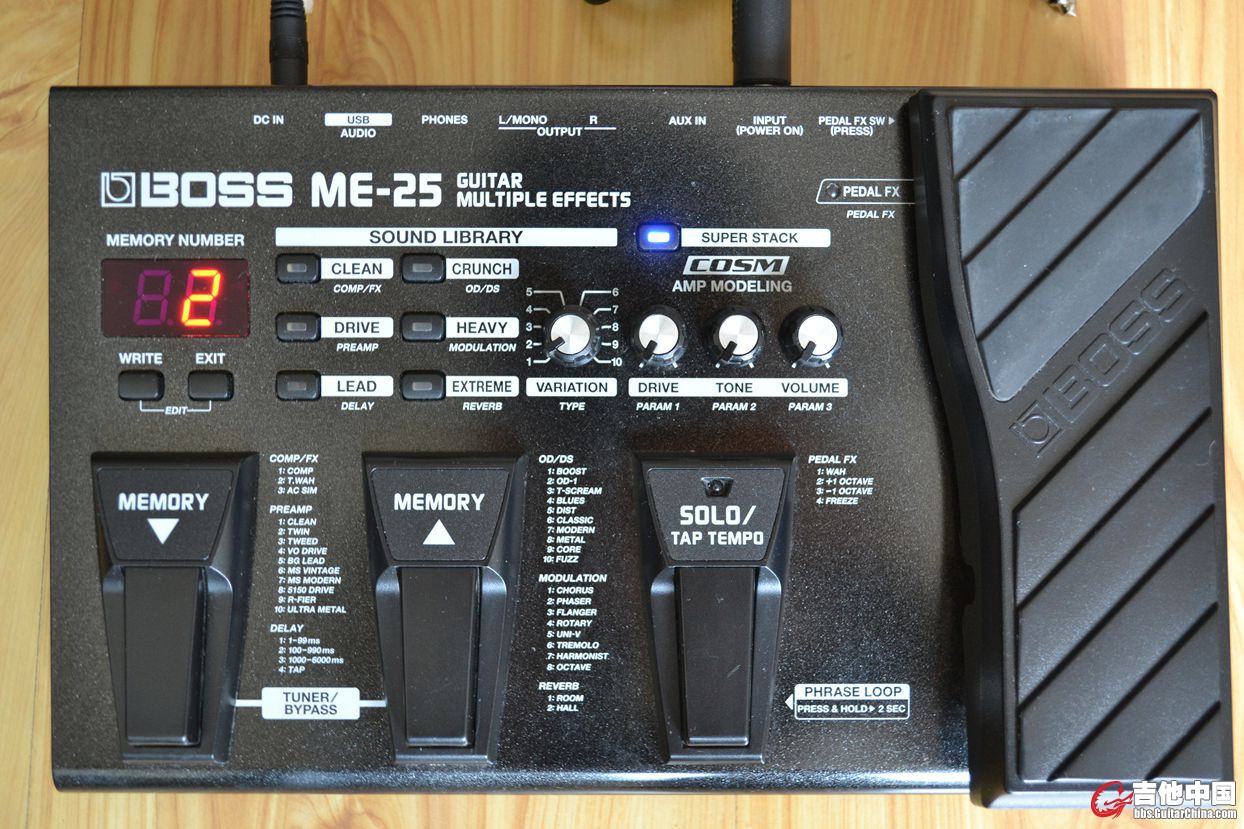 DC IN
USB
AUDIO
PHONES
L/MONO R
OUTPUT
AUX IN
INPUT
(POWER ON)
PEDAL FX SW
(PRESS)
BOSS ME-25 GUITAR
MULTIPLE EFFECTS
PEDAL FX
PEDAL FX
MEMORY NUMBER
2
WRITE EXIT
EDIT
SOUND LIBRARY
CLEAN
COMP/FX
CRUNCH
OD/DS
DRIVE
PREAMP
HEAVY
MODULATION
LEAD
DELAY
EXTREME
REVERB
5 6
4 7
3 8
2 9
1 10
VARIATION
TYPE
SUPER STACK
COSM
AMP MODELING
DRIVE TONE VOLUME
PARAM 1 PARAM 2 PARAM 3
BOSS
MEMORY
COMP/FX
1: COMP
2: T.WAH
3: AC SIM
PREAMP
1: CLEAN
2: TWIN
3: TWEED
4: VO DRIVE
5: BG LEAD
6: MS VINTAGE
7: MS MODERN
8: 5150 DRIVE
9: R-FIER
10: ULTRA METAL
DELAY
1: 1-99ms
2: 100-990ms
3: 1000-6000ms
4: TAP
TUNER/
BYPASS
MEMORY
OD/DS
1: BOOST
2: OD-1
3: T-SCREAM
4: BLUES
5: DIST
6: CLASSIC
7: MODERN
8: METAL
9: CORE
10: FUZZ
MODULATION
1: CHORUS
2: PHASER
3: FLANGER
4: ROTARY
5: UNI-V
6: TREMOLO
7: HARMONIST
8: OCTAVE
REVERB
1: ROOM
2: HALL
SOLO/
TAP TEMPO
PEDAL FX
1: WAH
2: +1 OCTAVE
3: -1 OCTAVE
4: FREEZE
PHRASE LOOP
PRESS & HOLD 2 SEC
吉他中国
bbs.GuitarChina.com